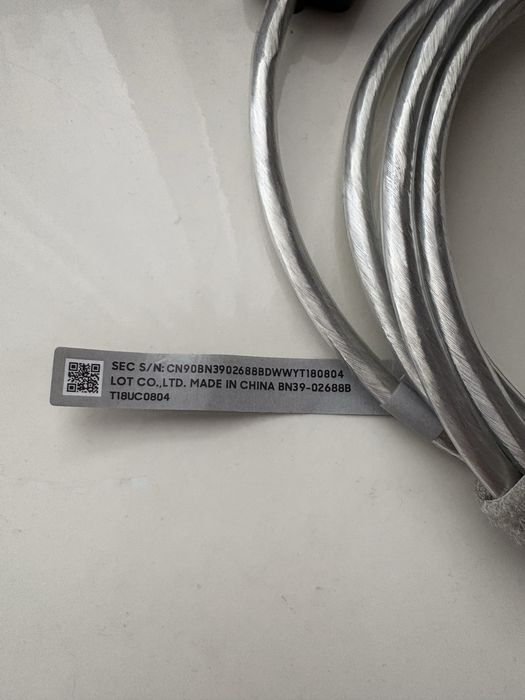 SEC S/N: CN90BN3902688BDWWYT180804
LOT CO.,LTD. MADE IN CHINA BN39-02688B
T18UC0804